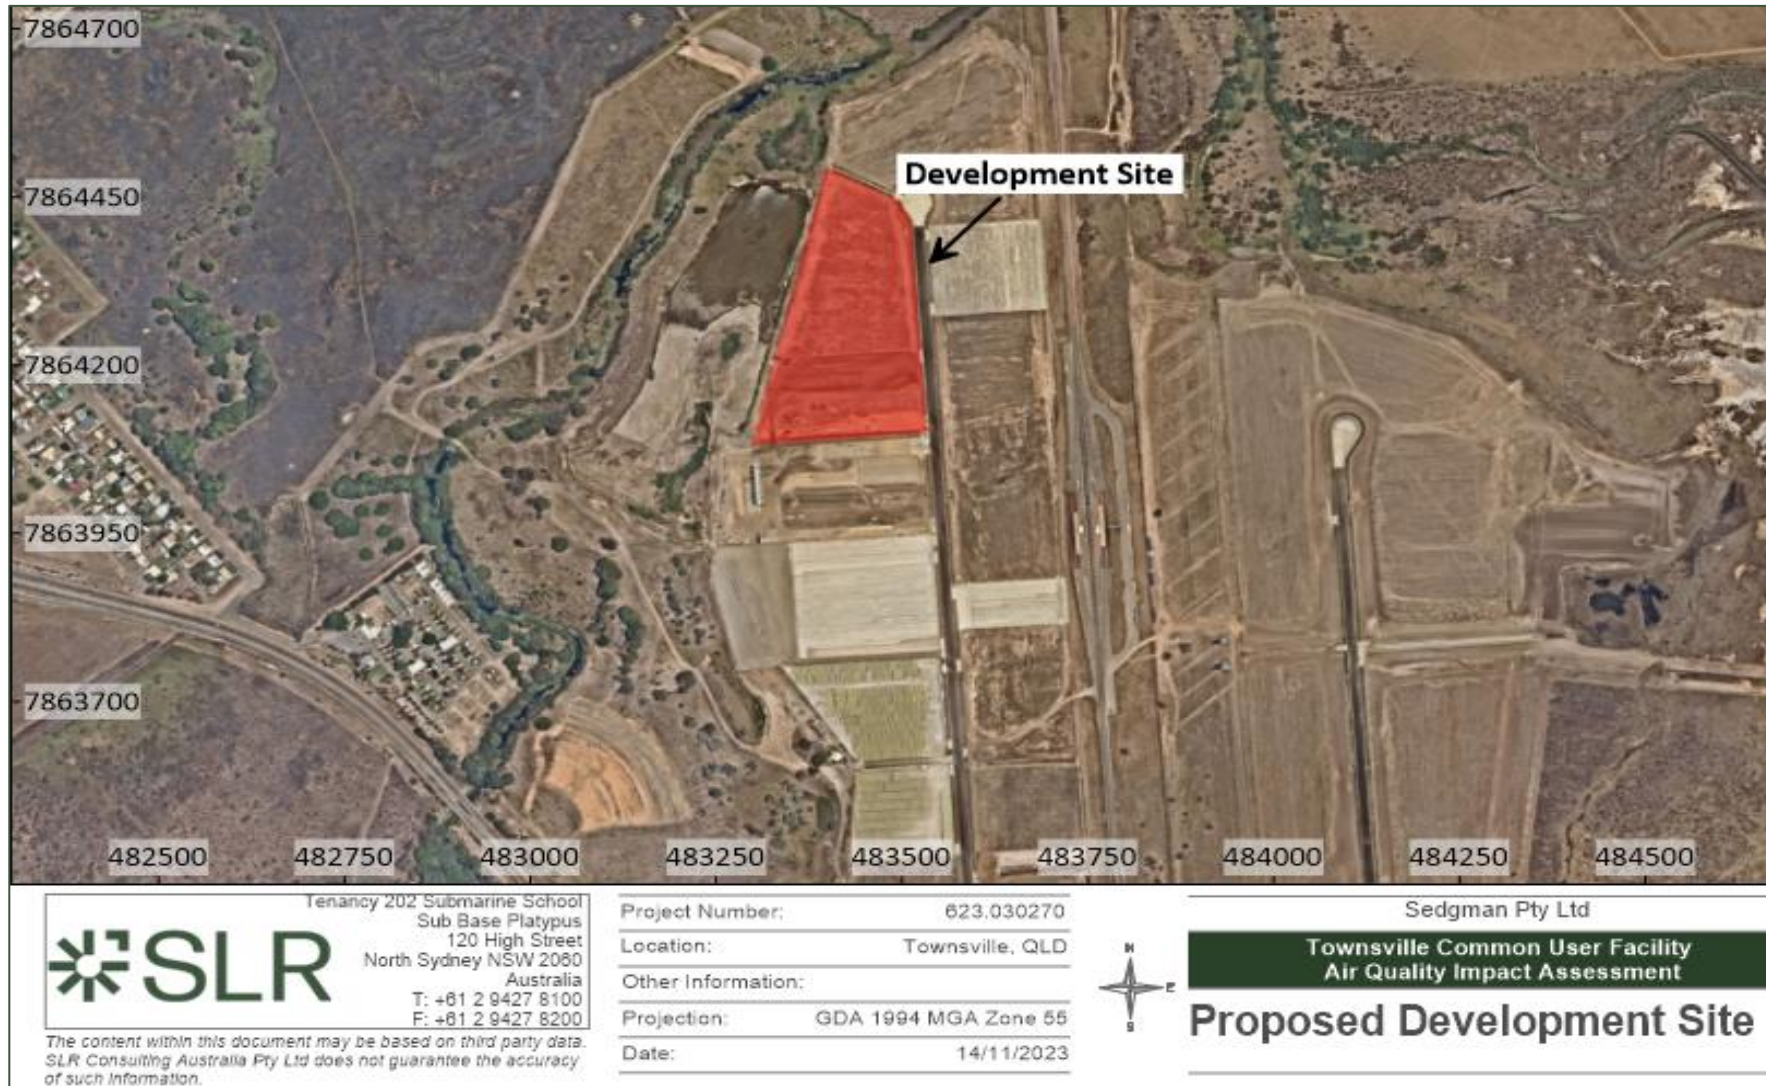 7864700
Development Site
7864450
7864200
7863950
7863700
482500 482750 483000 483250 483500 483750 484000 484250 484500
SLR
Tenancy 202 Submarine School
Sub Base Platypus
120 High Street
North Sydney NSW 2060
Australia
T: +61 2 9427 8100
F: +61 2 9427 8200
The content within this document may be based on third party data.
SLR Consulting Australia Pty Ltd does not guarantee the accuracy
of such information.
Project Number: 623.030270
Location: Townsville, QLD
Other Information:
Projection: GDA 1994 MGA Zone 55
Date: 14/11/2023
N
E
S
Sedgman Pty Ltd
Townsville Common User Facility
Air Quality Impact Assessment
Proposed Development Site